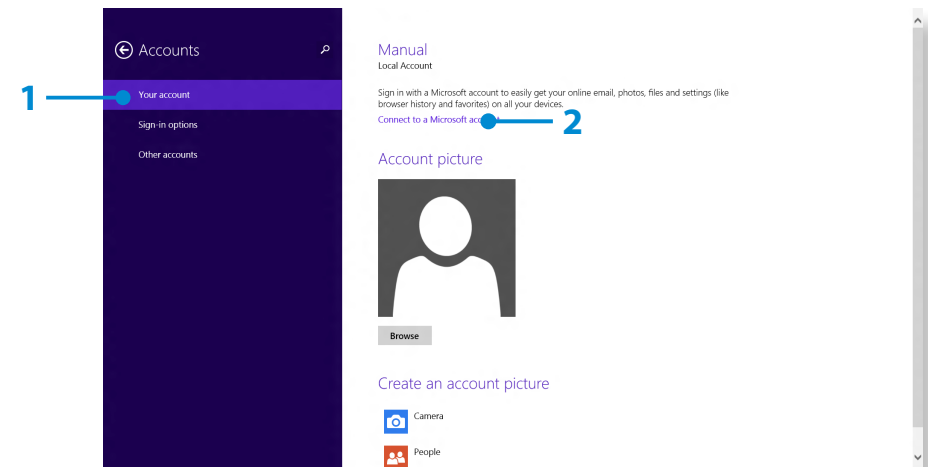 Accounts
1
Your account
Sign-in options
Other accounts
Manual
Local Account
Sign in with a Microsoft account to easily get your online email, photos, files and settings (like
browser history and favorites) on all your devices.
Connect to a Microsoft account
2
Account picture
Browse
Create an account picture
Camera
People